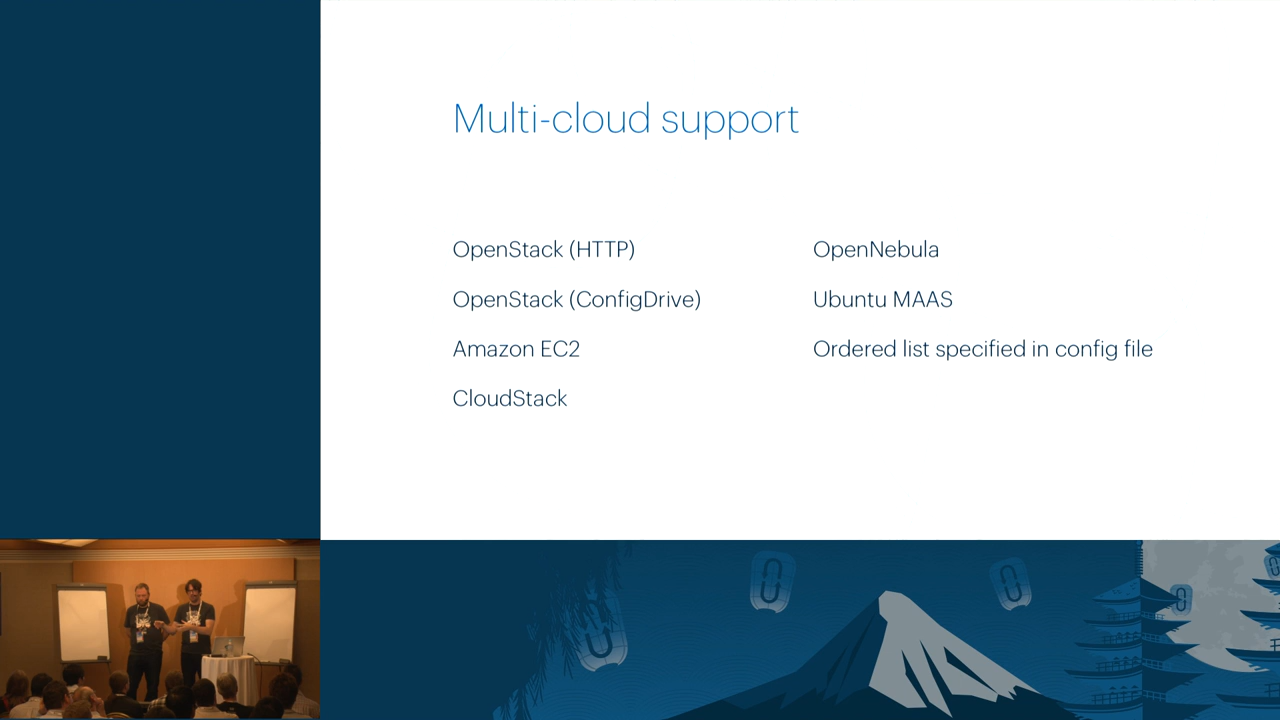 Multi-cloud support
OpenStack (HTTP)
OpenStack (ConfigDrive)
Amazon EC2
CloudStack
OpenNebula
Ubuntu MAAS
Ordered list specified in config file